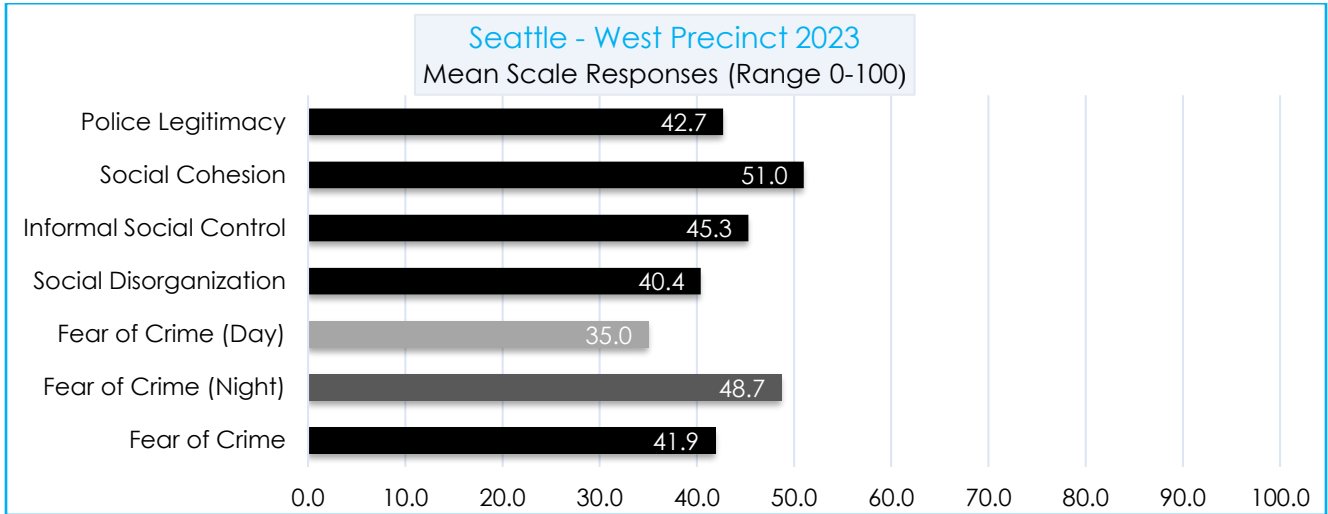 Seattle - West Precinct 2023
Mean Scale Responses (Range 0-100)
Police Legitimacy 42.7
Social Cohesion 51.0
Informal Social Control 45.3
Social Disorganization 40.4
Fear of Crime (Day) 35.0
Fear of Crime (Night) 48.7
Fear of Crime 41.9
0.0 10.0 20.0 30.0 40.0 50.0 60.0 70.0 80.0 90.0 100.0